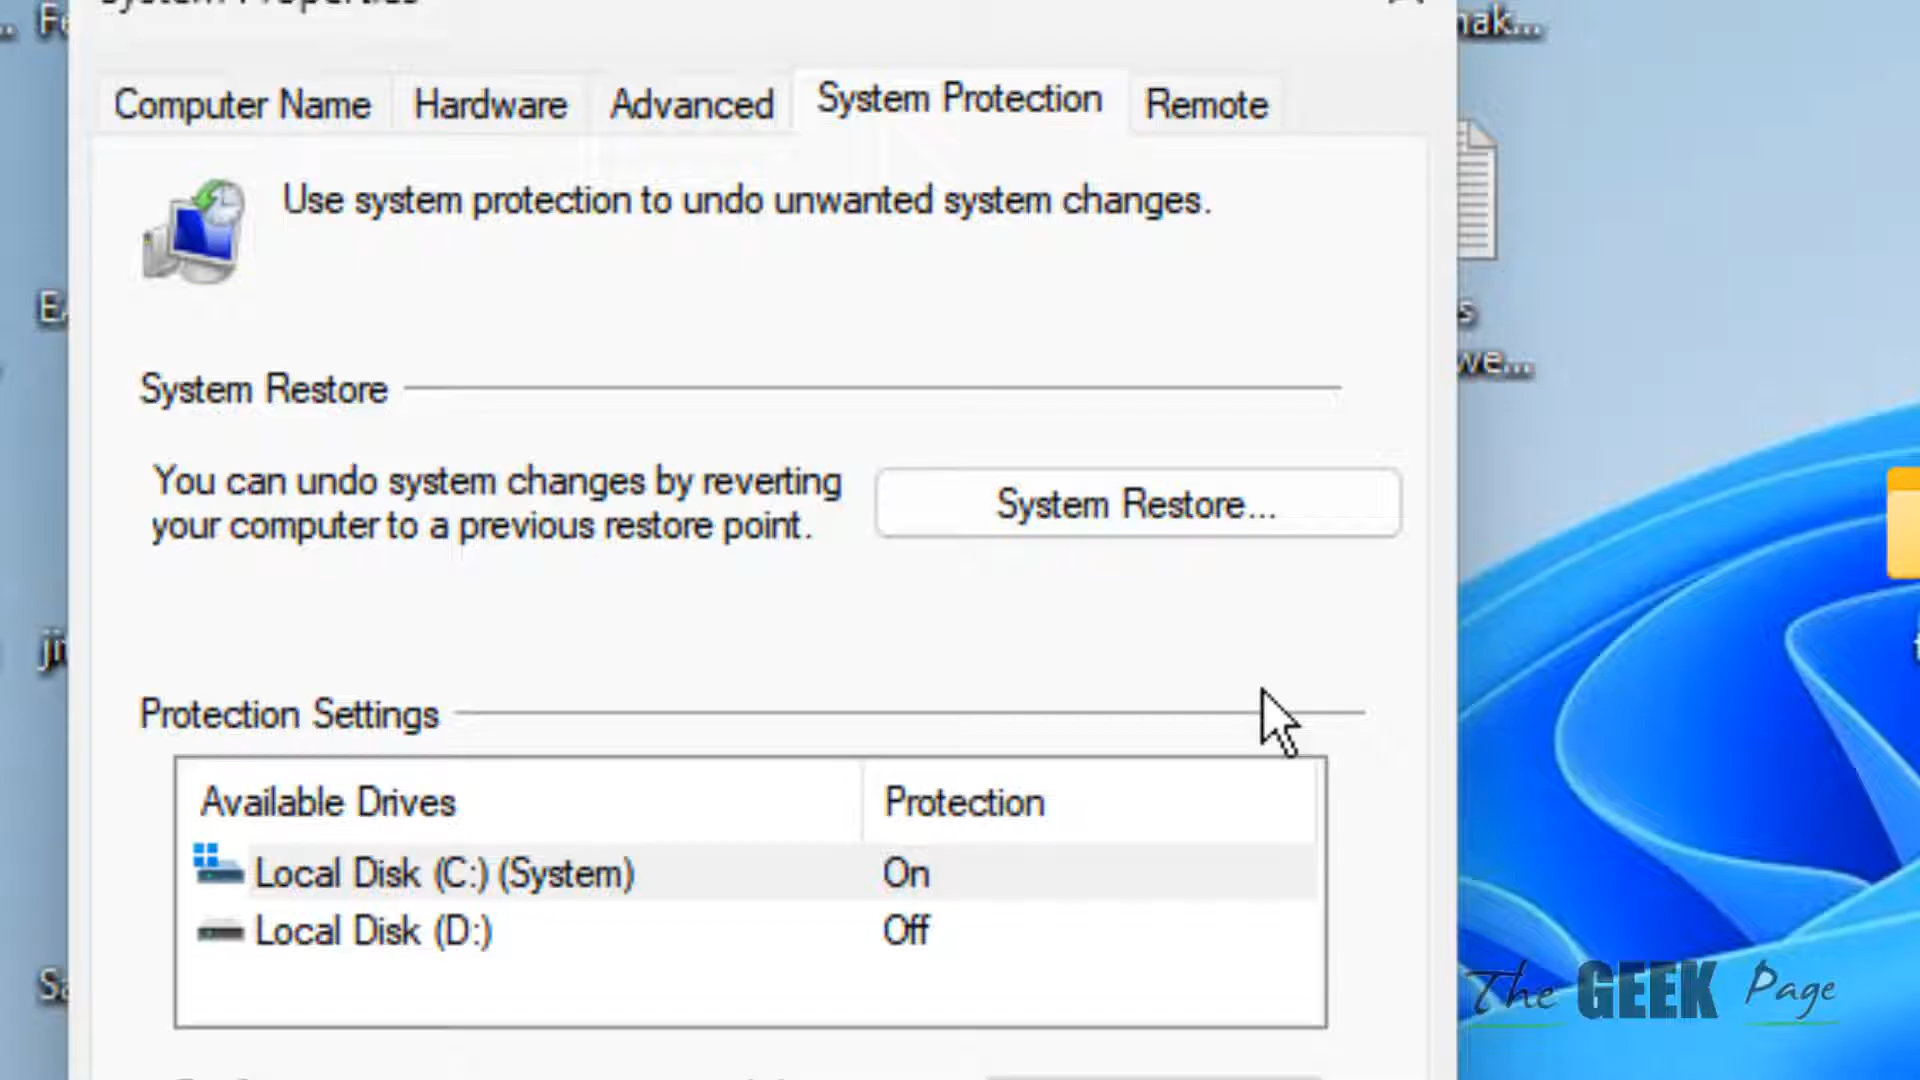 System Properties
Computer Name
Hardware
Advanced
System Protection
Remote
Use system protection to undo unwanted system changes.
System Restore
You can undo system changes by reverting
your computer to a previous restore point.
System Restore...
Protection Settings
Available Drives
Protection
Local Disk (C:) (System)
On
Local Disk (D:)
Off
The GEEK Page